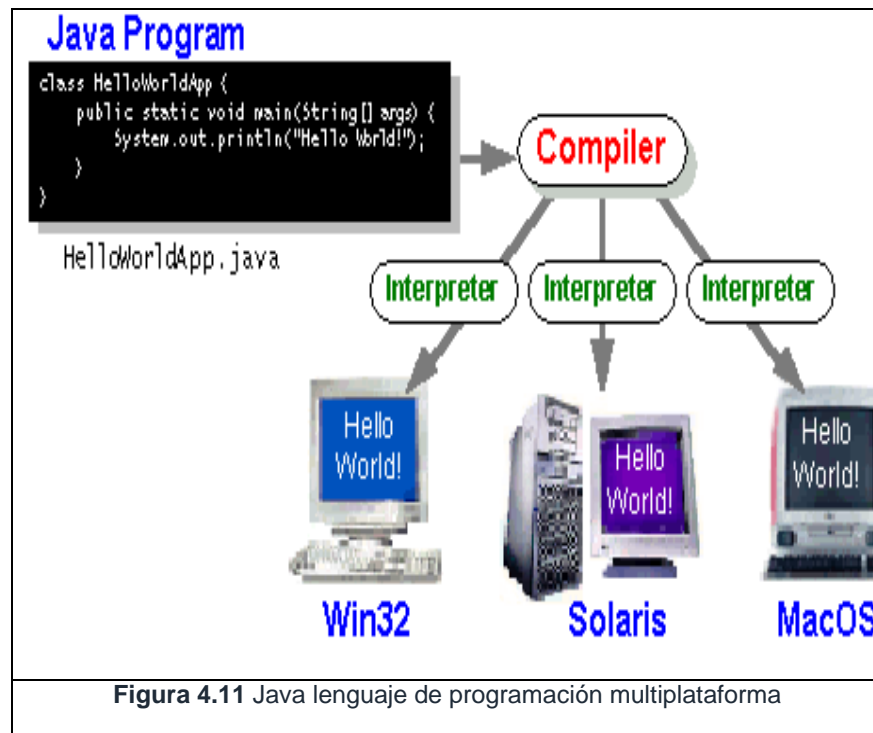 Java Program
class HelloWorldApp {
public static void main(String[] args) {
System.out.println("Hello World!");
}
}
HelloWorldApp.java
Compiler
Interpreter
Interpreter
Interpreter
Hello
World!
Hello
World!
Hello
World!
Win32
Solaris
MacOS
Figura 4.11 Java lenguaje de programación multiplataforma